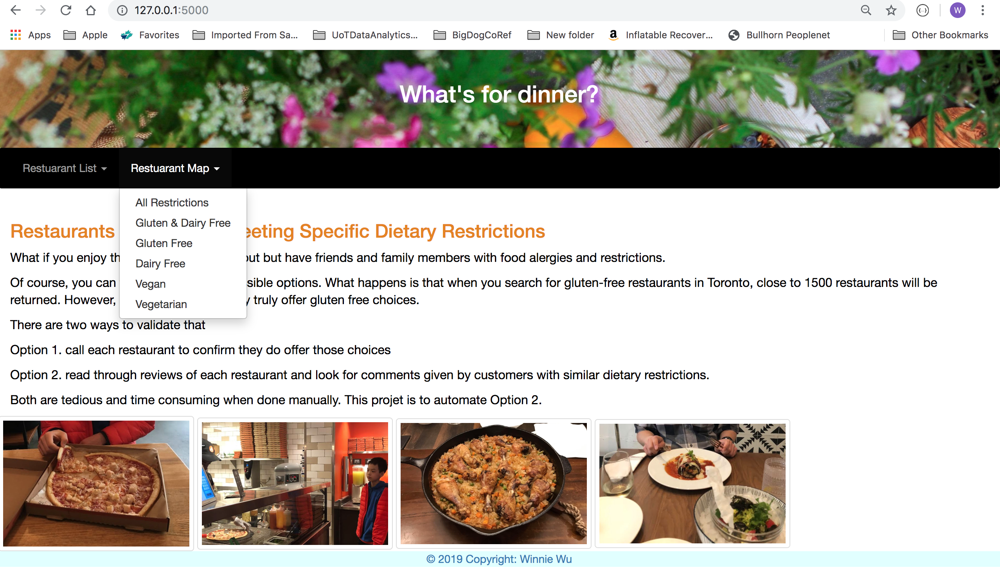 127.0.0.1:5000
W
Apps Apple Favorites Imported From Sa... UoTDataAnalytics... BigDogCoRef New folder Inflatable Recover... Bullhorn Peoplenet Other Bookmarks
What's for dinner?
Restuarant List Restuarant Map
All Restrictions
Gluten & Dairy Free
Gluten Free
Dairy Free
Vegan
Vegetarian
Restaurants eeting Specific Dietary Restrictions
What if you enjoy th out but have friends and family members with food alergies and restrictions.
Of course, you can sible options. What happens is that when you search for gluten-free restaurants in Toronto, close to 1500 restaurants will be
returned. However, y truly offer gluten free choices.
There are two ways to validate that
Option 1. call each restaurant to confirm they do offer those choices
Option 2. read through reviews of each restaurant and look for comments given by customers with similar dietary restrictions.
Both are tedious and time consuming when done manually. This projet is to automate Option 2.
© 2019 Copyright: Winnie Wu